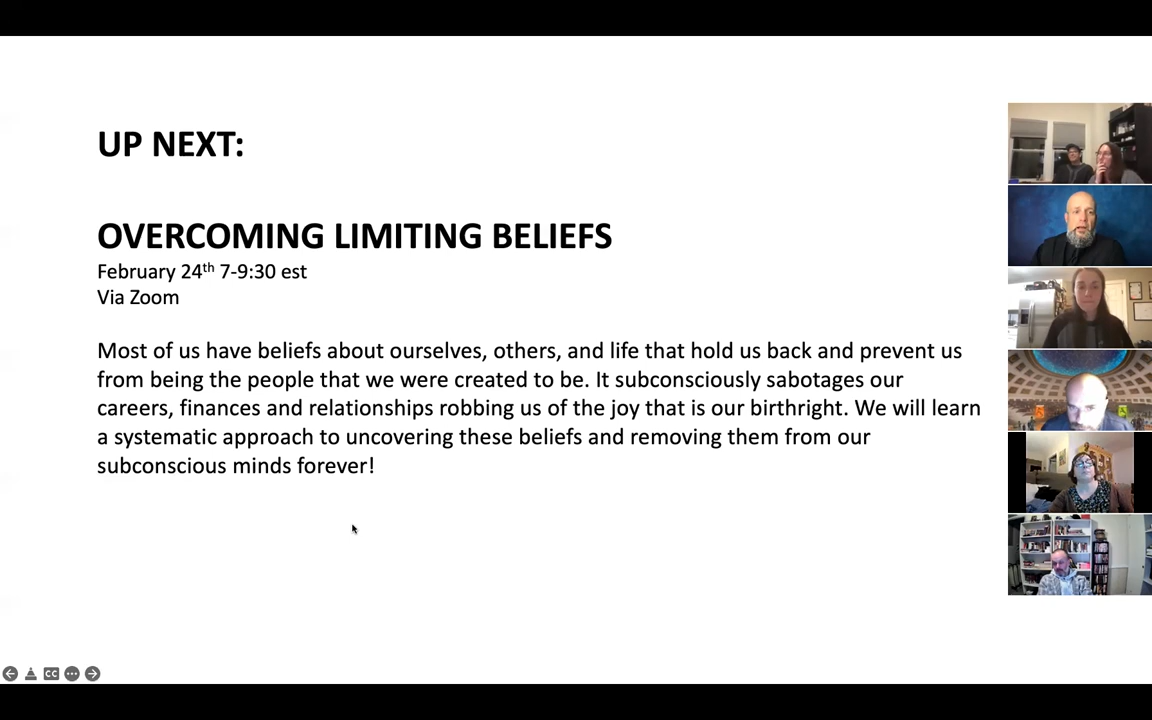 UP NEXT:
OVERCOMING LIMITING BELIEFS
February 24th 7-9:30 est
Via Zoom
Most of us have beliefs about ourselves, others, and life that hold us back and prevent us
from being the people that we were created to be. It subconsciously sabotages our
careers, finances and relationships robbing us of the joy that is our birthright. We will learn
a systematic approach to uncovering these beliefs and removing them from our
subconscious minds forever!
CC